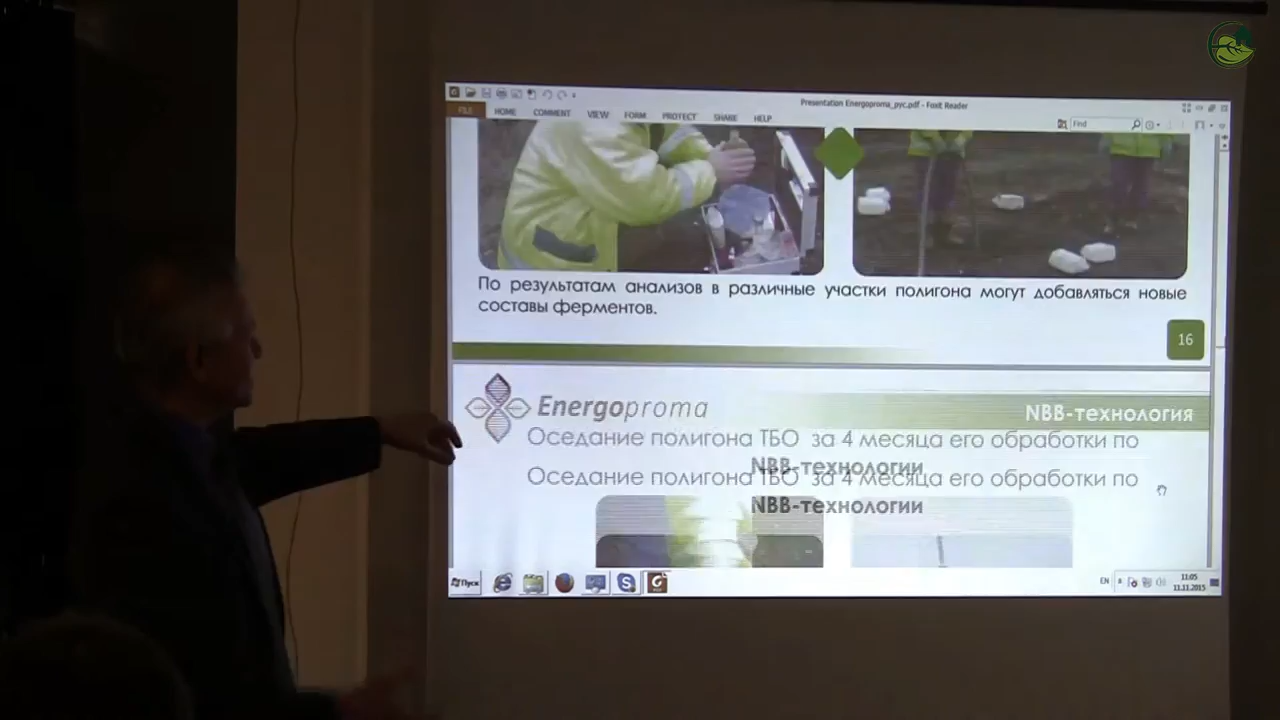 Presentation Energoproma_рус.pdf - Foxit Reader
FILE HOME COMMENT VIEW FORM PROTECT SHARE HELP
Find
По результатам анализов в различные участки полигона могут добавляться новые
составы ферментов.
16
Energoproma
NBB-технология
Оседание полигона ТБО за 4 месяца его обработки по
NBB-технологии
Оседание полигона ТБО за 4 месяца его обработки по
NBB-технологии
Пуск
EN
11:05
11.11.2015